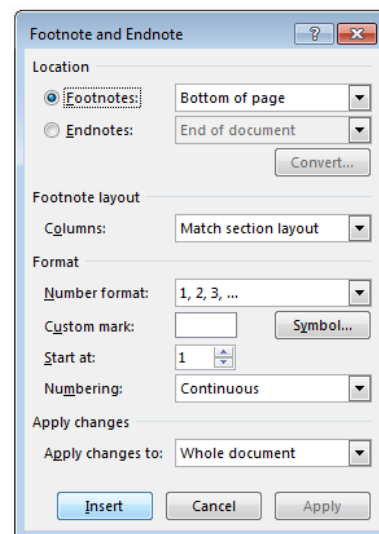 Footnote and Endnote
Location
Footnotes: Bottom of page
Endnotes: End of document
Convert...
Footnote layout
Columns: Match section layout
Format
Number format: 1, 2, 3, ...
Custom mark: Symbol...
Start at: 1
Numbering: Continuous
Apply changes
Apply changes to: Whole document
Insert Cancel Apply